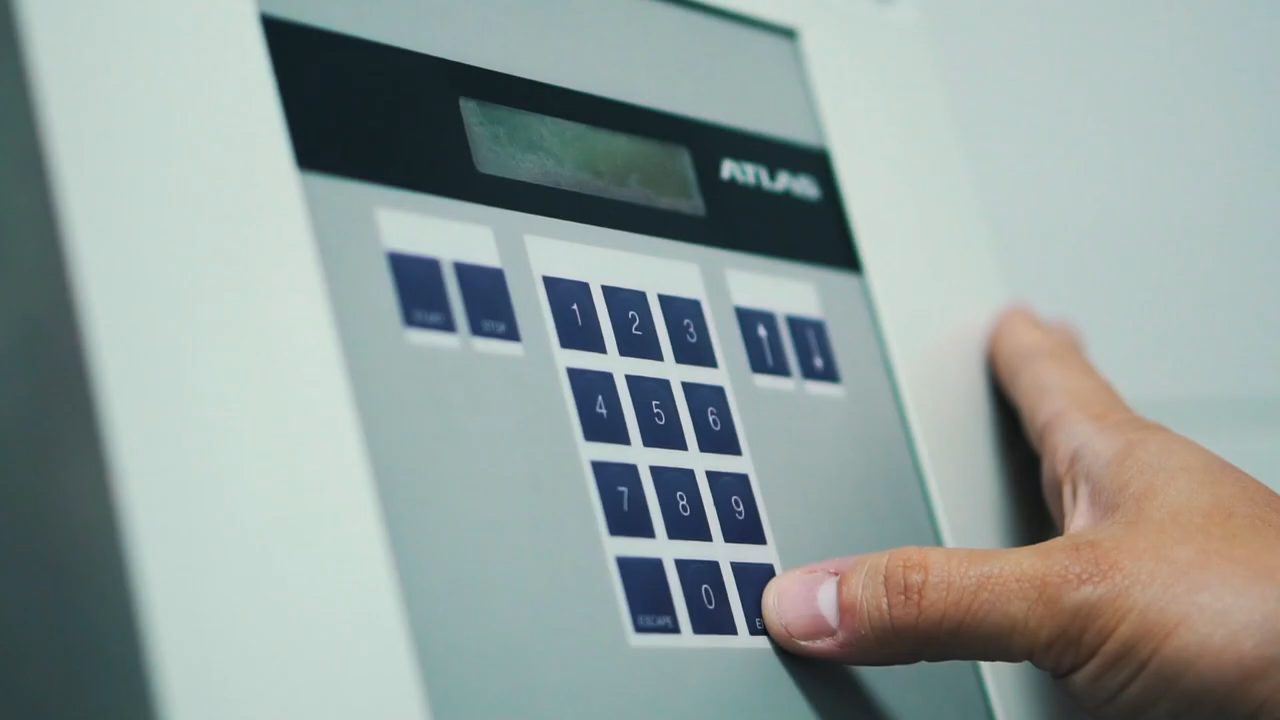 ATLAS
START STOP
1 2 3
↑ ↓
4 5 6
7 8 9
ESCAPE 0